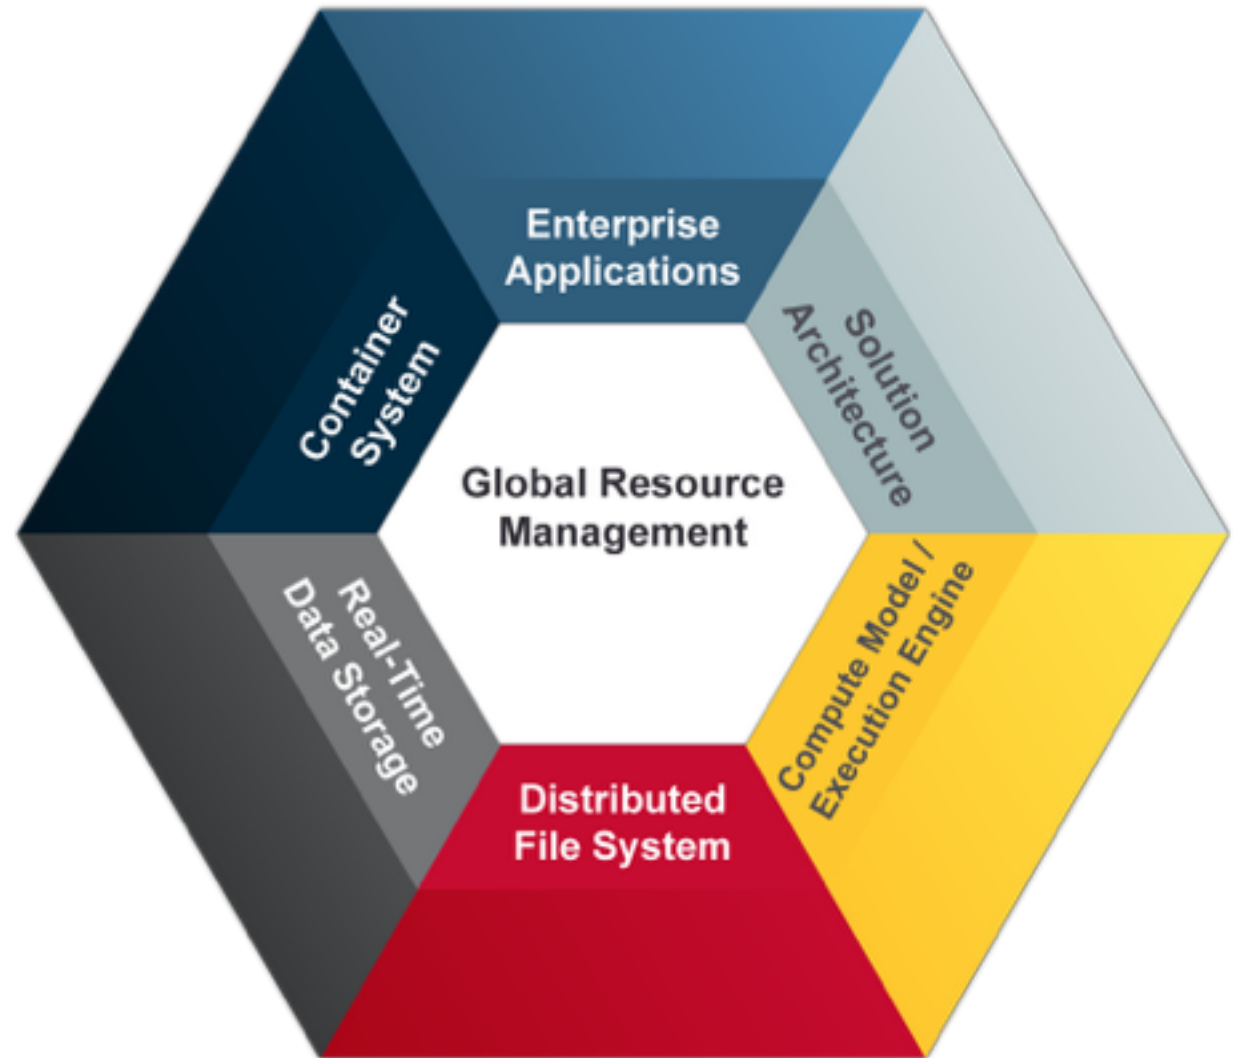 Enterprise
Applications
Solution
Architecture
Compute Model /
Execution Engine
Distributed
File System
Real-Time
Data Storage
Container
System
Global Resource
Management